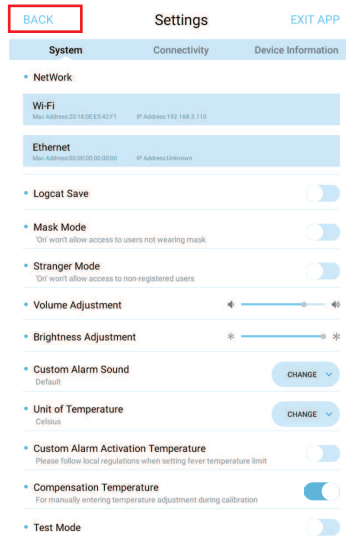 BACK Settings EXIT APP
System Connectivity Device Information
NetWork
Wi-Fi
Mac Address:20:18:0E:E5:42:F1 IP Address:192.168.3.110
Ethernet
Mac Address:00:00:00:00:00:00 IP Address:Unknown
Logcat Save
Mask Mode
'On' won't allow access to users not wearing mask
Stranger Mode
'On' won't allow access to non-registered users
Volume Adjustment
Brightness Adjustment
Custom Alarm Sound
Default
CHANGE
Unit of Temperature
Celsius
CHANGE
Custom Alarm Activation Temperature
Please follow local regulations when setting fever temperature limit
Compensation Temperature
For manually entering temperature adjustment during calibration
Test Mode